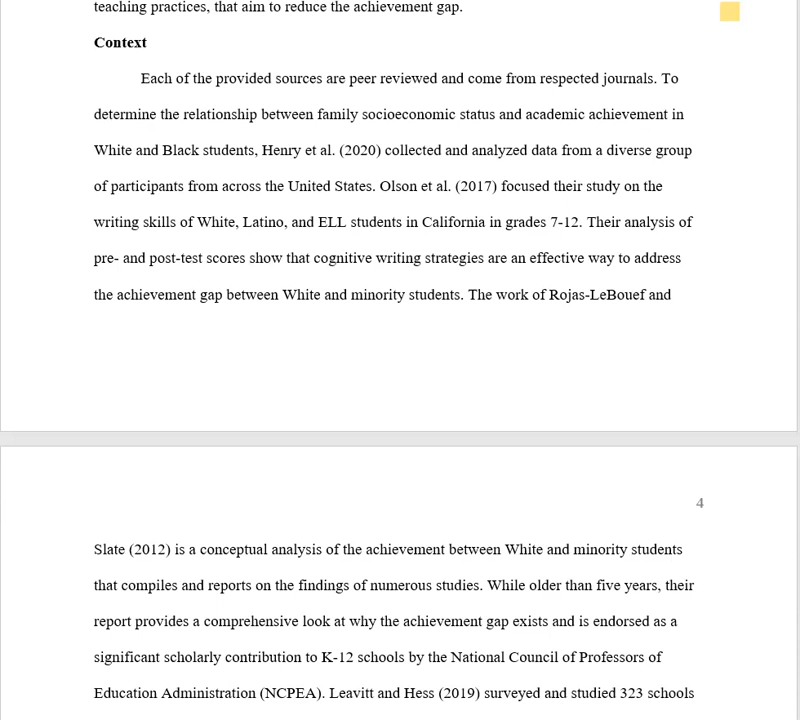 teaching practices, that aim to reduce the achievement gap.
Context
Each of the provided sources are peer reviewed and come from respected journals. To
determine the relationship between family socioeconomic status and academic achievement in
White and Black students, Henry et al. (2020) collected and analyzed data from a diverse group
of participants from across the United States. Olson et al. (2017) focused their study on the
writing skills of White, Latino, and ELL students in California in grades 7-12. Their analysis of
pre- and post-test scores show that cognitive writing strategies are an effective way to address
the achievement gap between White and minority students. The work of Rojas-LeBouef and
4
Slate (2012) is a conceptual analysis of the achievement between White and minority students
that compiles and reports on the findings of numerous studies. While older than five years, their
report provides a comprehensive look at why the achievement gap exists and is endorsed as a
significant scholarly contribution to K-12 schools by the National Council of Professors of
Education Administration (NCPEA). Leavitt and Hess (2019) surveyed and studied 323 schools